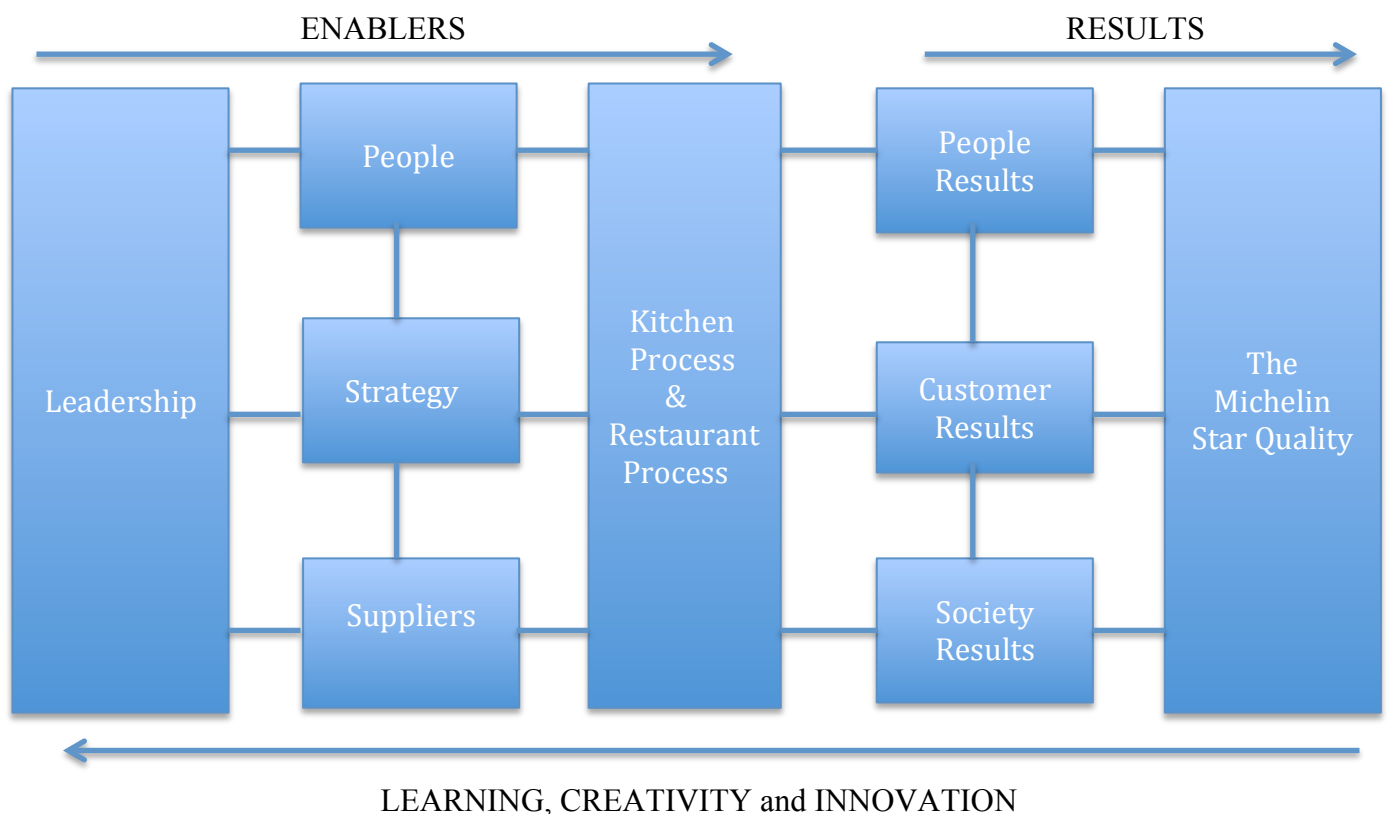 ENABLERS
RESULTS
Leadership
People
Strategy
Suppliers
Kitchen
Process
&
Restaurant
Process
People
Results
Customer
Results
Society
Results
The
Michelin
Star Quality
LEARNING, CREATIVITY and INNOVATION